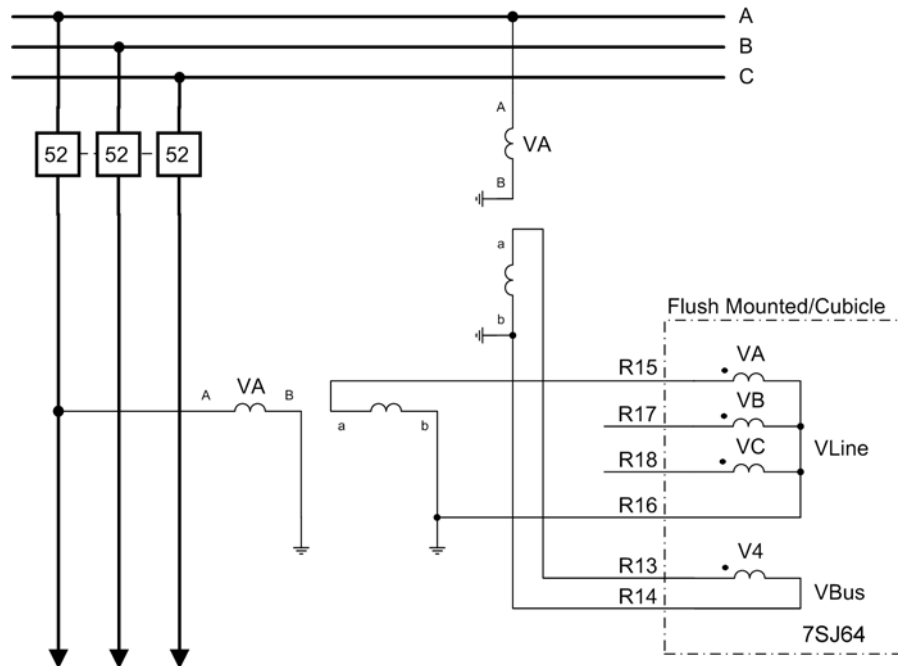 A
B
C
A
VA
B
52
52
52
a
b
Flush Mounted/Cubicle
R15
VA
R17
VB
R18
VC
VLine
R16
A
VA
B
a
b
R13
V4
R14
VBus
7SJ64